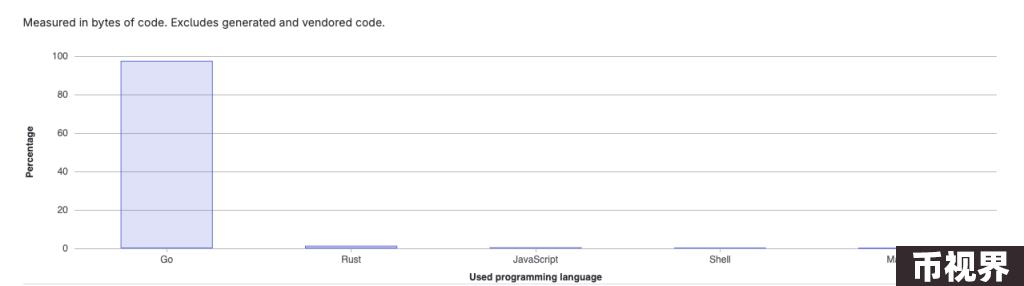 Measured in bytes of code. Excludes generated and vendored code.
100
80
60
40
20
0
Percentage
Go
Rust
JavaScript
Shell
Used programming language
币视界